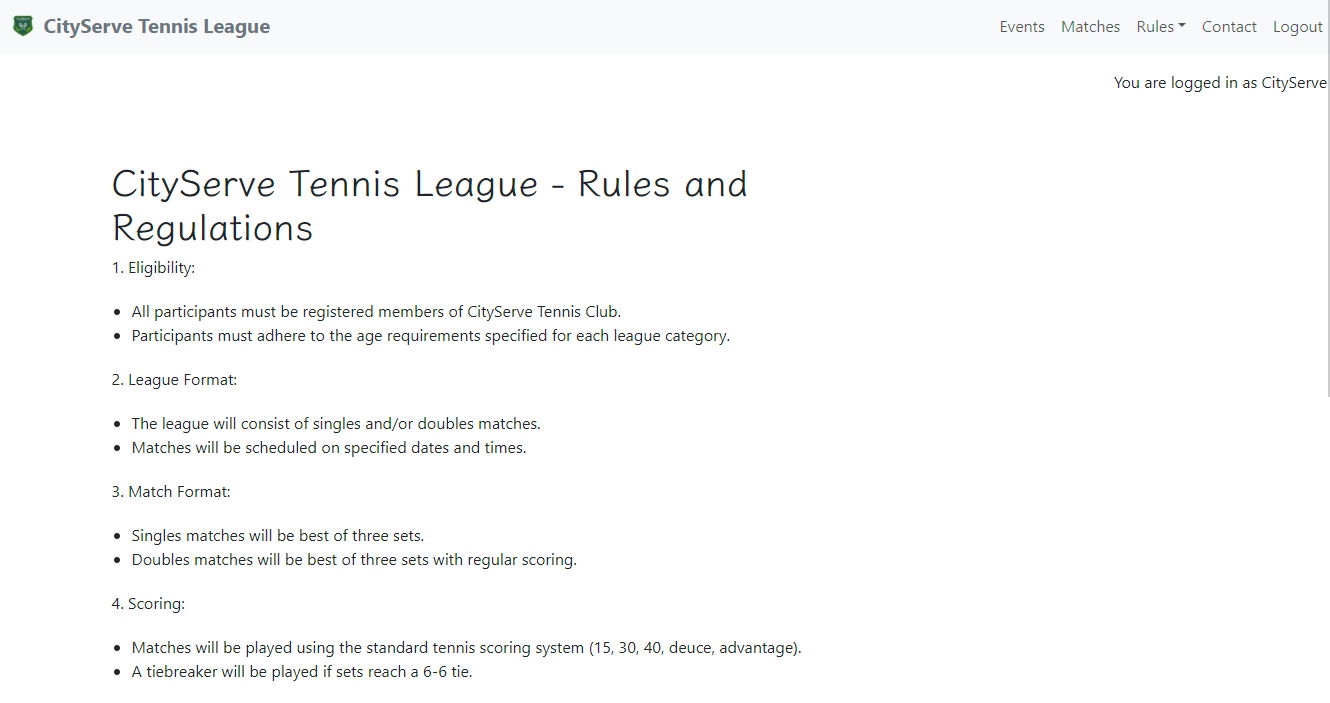 CityServe Tennis League
Events Matches Rules Contact Logout
You are logged in as CityServe
CityServe Tennis League - Rules and
Regulations
1. Eligibility:
• All participants must be registered members of CityServe Tennis Club.
• Participants must adhere to the age requirements specified for each league category.
2. League Format:
• The league will consist of singles and/or doubles matches.
• Matches will be scheduled on specified dates and times.
3. Match Format:
• Singles matches will be best of three sets.
• Doubles matches will be best of three sets with regular scoring.
4. Scoring:
• Matches will be played using the standard tennis scoring system (15, 30, 40, deuce, advantage).
• A tiebreaker will be played if sets reach a 6-6 tie.